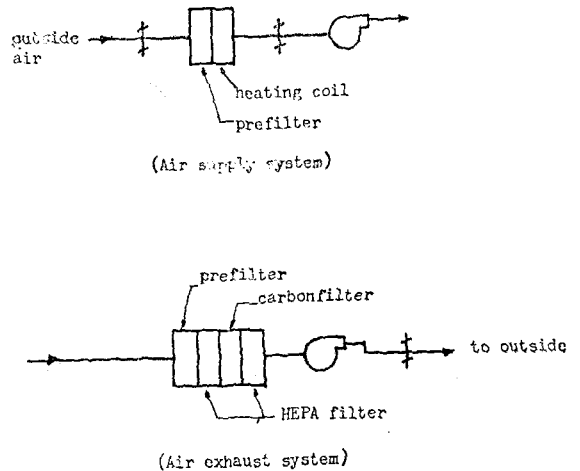 outside
air
heating coil
prefilter
(Air supply system)
prefilter
carbonfilter
to outside
HEPA filter
(Air exhaust system)